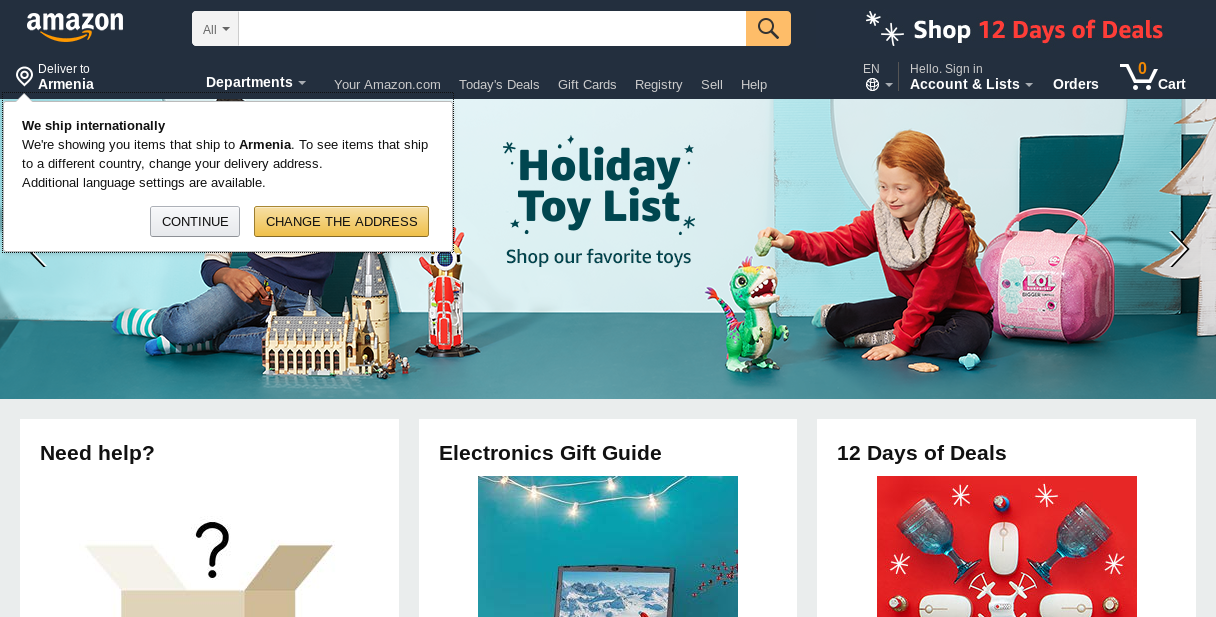 amazon
All
Shop 12 Days of Deals
Deliver to
Armenia
Departments
Your Amazon.com
Today's Deals
Gift Cards
Registry
Sell
Help
EN
Hello. Sign in
Account & Lists
Orders
0
Cart
We ship internationally
We're showing you items that ship to Armenia. To see items that ship
to a different country, change your delivery address.
Additional language settings are available.
CONTINUE
CHANGE THE ADDRESS
Holiday
Toy List
Shop our favorite toys
LOL
SURPRISE!
BIGGER
Need help?
Electronics Gift Guide
12 Days of Deals
?